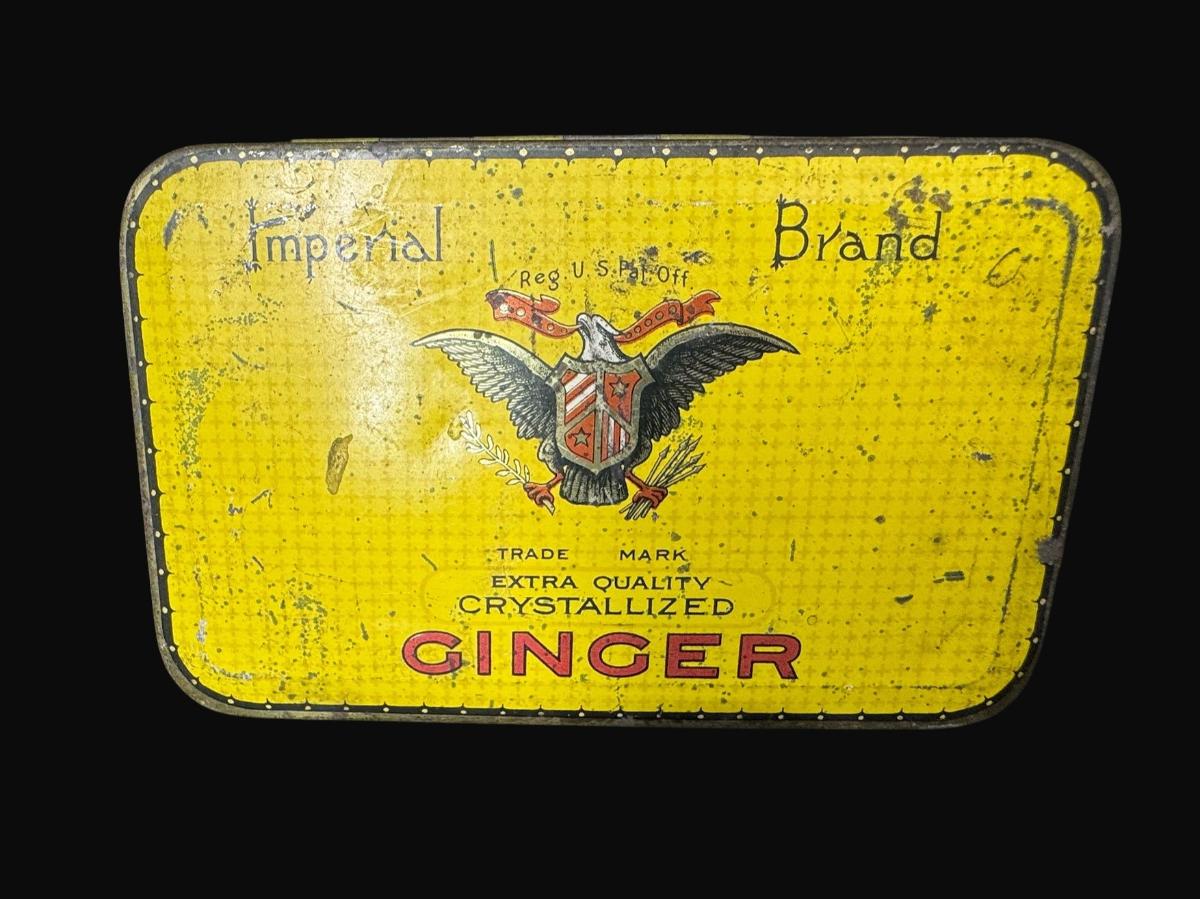 Imperial Brand
Reg U.S. Pat. Off
TRADE MARK
EXTRA QUALITY
CRYSTALLIZED
GINGER